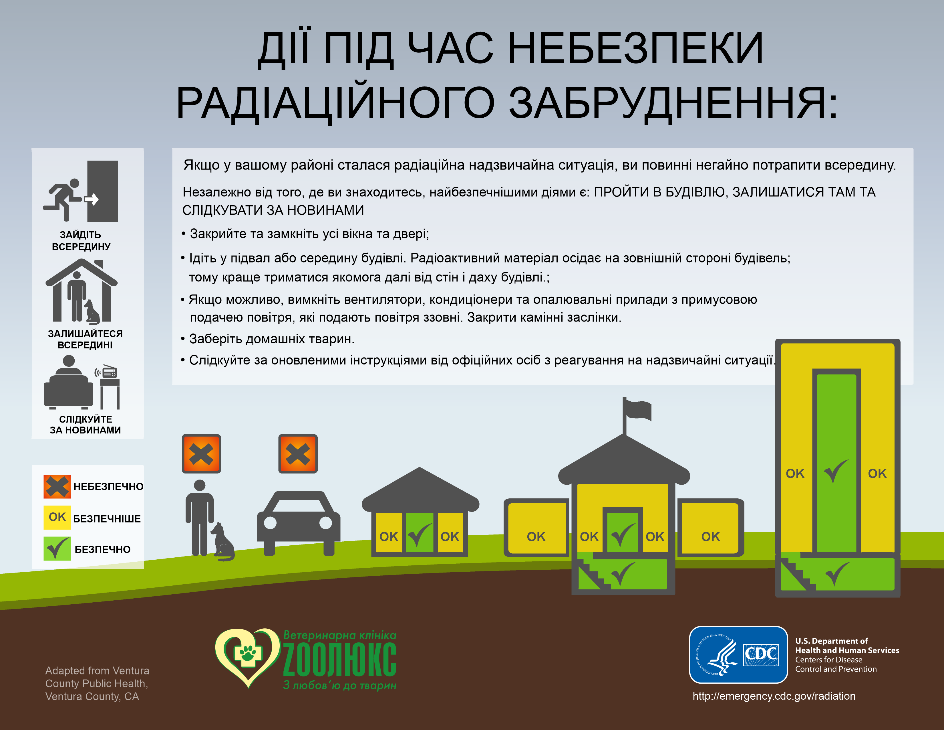 ДІЇ ПІД ЧАС НЕБЕЗПЕКИ
РАДІАЦІЙНОГО ЗАБРУДНЕННЯ:
ЗАЙДІТЬ
ВСЕРЕДИНУ
ЗАЛИШАЙТЕСЯ
ВСЕРЕДИНІ
СЛІДКУЙТЕ
ЗА НОВИНАМИ
Якщо у вашому районі сталася радіаційна надзвичайна ситуація, ви повинні негайно потрапити всередину.
Незалежно від того, де ви знаходитесь, найбезпечнішими діями є: ПРОЙТИ В БУДІВЛЮ, ЗАЛИШАТИСЯ ТАМ ТА
СЛІДКУВАТИ ЗА НОВИНАМИ
• Закрийте та замкніть усі вікна та двері;
• Ідіть у підвал або середину будівлі. Радіоактивний матеріал осідає на зовнішній стороні будівель;
тому краще триматися якомога далі від стін і даху будівлі.;
• Якщо можливо, вимкніть вентилятори, кондиціонери та опалювальні прилади з примусовою
подачею повітря, які подають повітря ззовні. Закрити камінні заслінки.
• Заберіть домашніх тварин.
• Слідкуйте за оновленими інструкціями від офіційних осіб з реагування на надзвичайні ситуації.
НЕБЕЗПЕЧНО
OK БЕЗПЕЧНІШЕ
БЕЗПЕЧНО
OK OK
OK OK OK OK
OK OK
Adapted from Ventura
County Public Health,
Ventura County, CA
Ветеринарна клініка
ZООЛЮКС
З любов'ю до тварин
CDC
U.S. Department of
Health and Human Services
Centers for Disease
Control and Prevention
http://emergency.cdc.gov/radiation